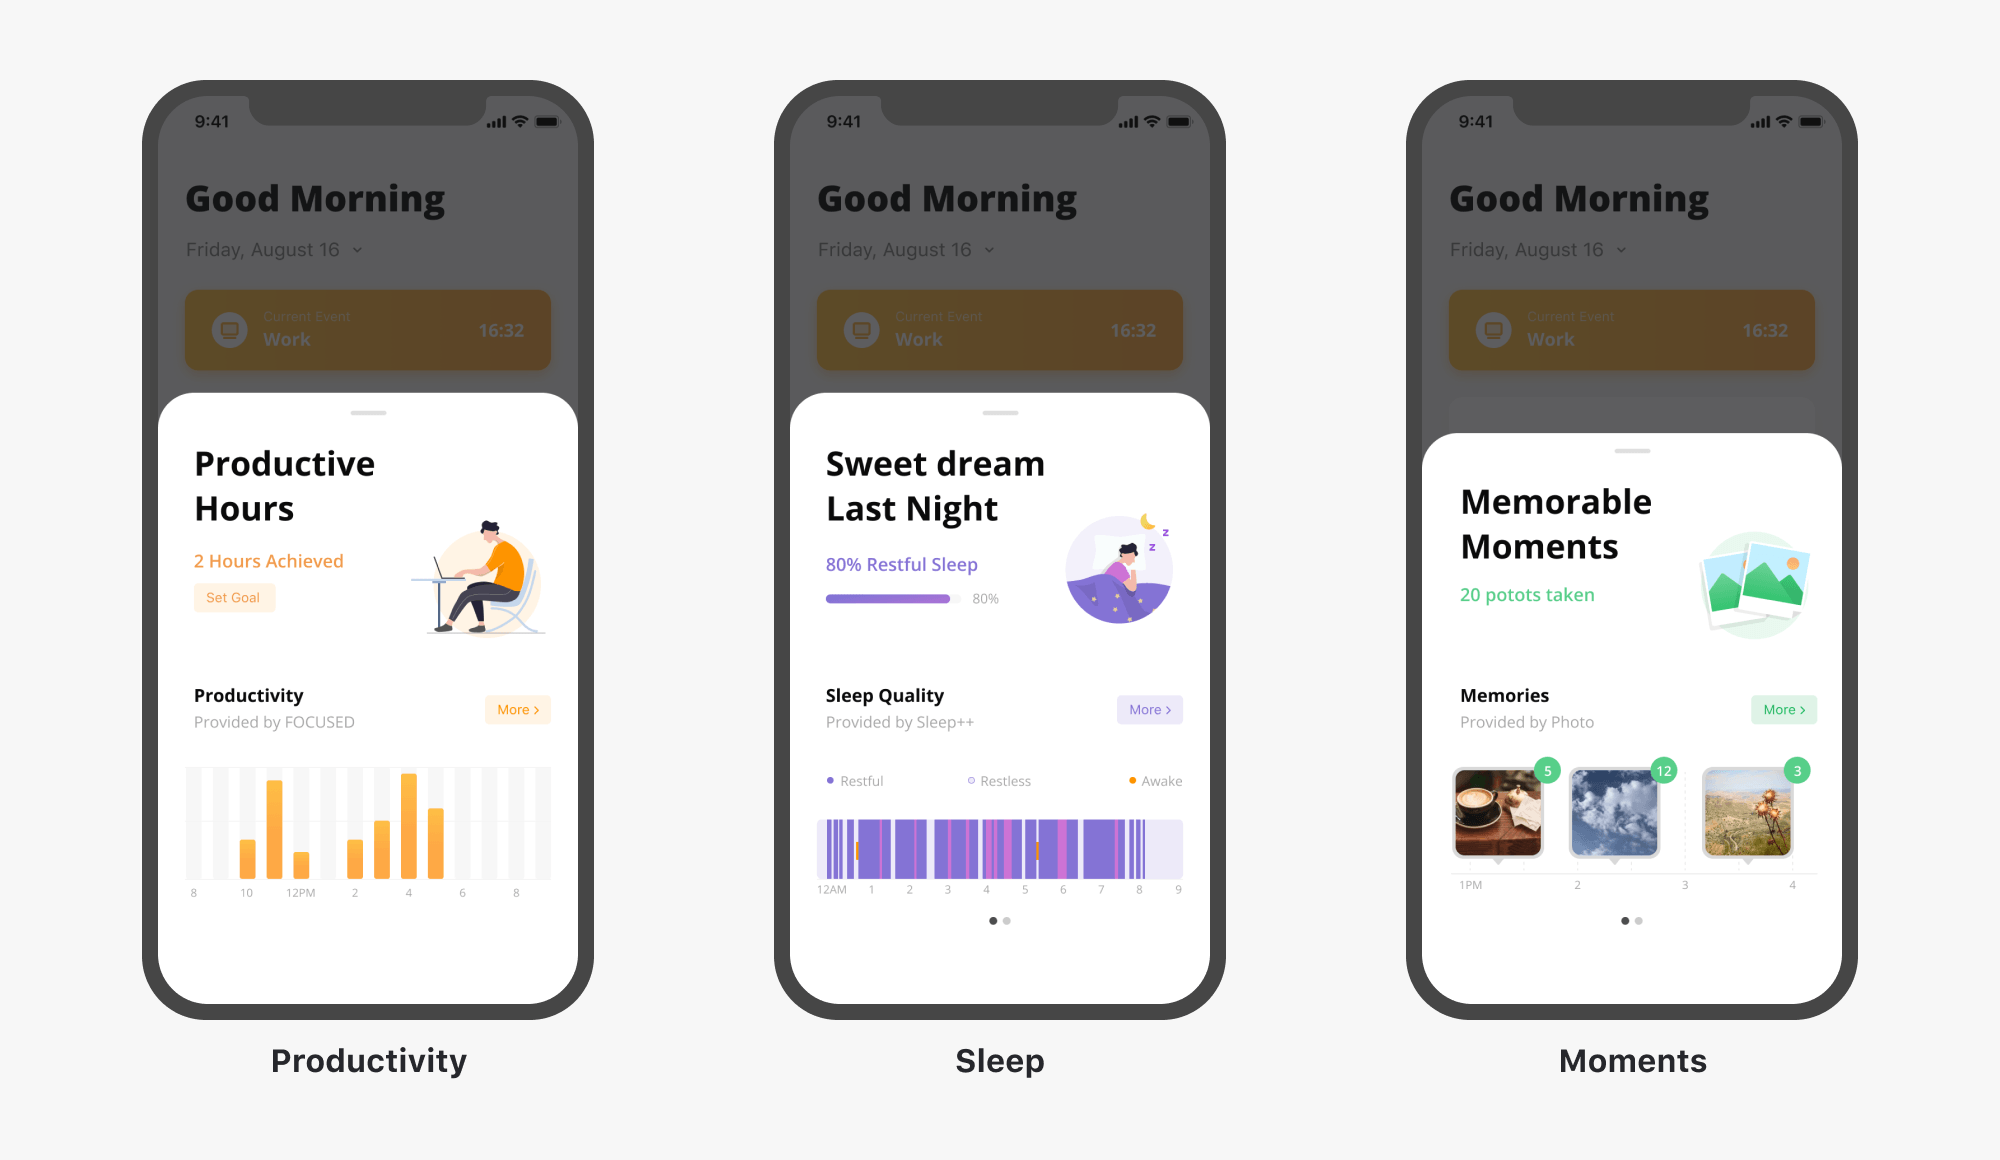 9:41
Good Morning
Friday, August 16
Current Event
Work
16:32
Productive
Hours
2 Hours Achieved
Set Goal
Productivity
Provided by FOCUSED
More >
8 10 12PM 2 4 6 8
Productivity
9:41
Good Morning
Friday, August 16
Current Event
Work
16:32
Sweet dream
Last Night
z
z
80% Restful Sleep
80%
Sleep Quality
Provided by Sleep++
More >
Restful Restless Awake
12AM 1 2 3 4 5 6 7 8 9
Sleep
9:41
Good Morning
Friday, August 16
Current Event
Work
16:32
Memorable
Moments
20 potots taken
Memories
Provided by Photo
More >
5 12 3
1PM 2 3 4
Moments